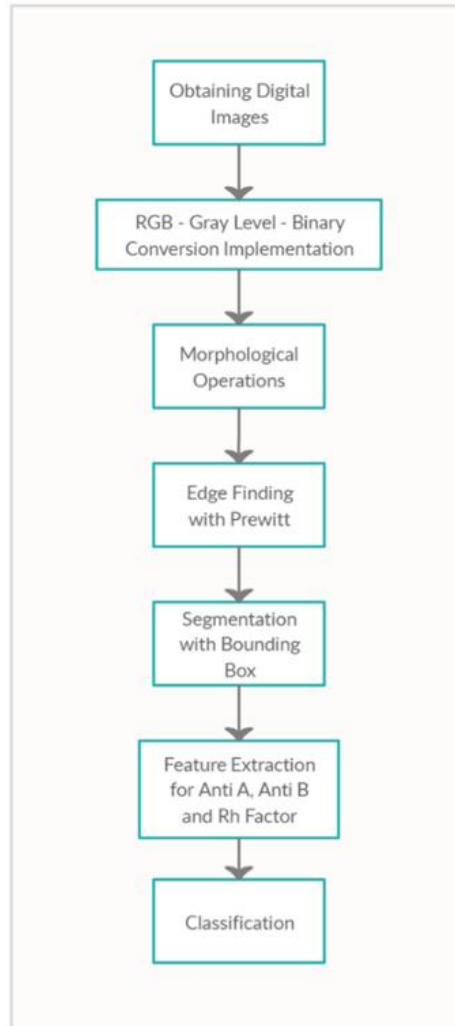 Obtaining Digital
Images
RGB - Gray Level - Binary
Conversion Implementation
Morphological
Operations
Edge Finding
with Prewitt
Segmentation
with Bounding
Box
Feature Extraction
for Anti A, Anti B
and Rh Factor
Classification